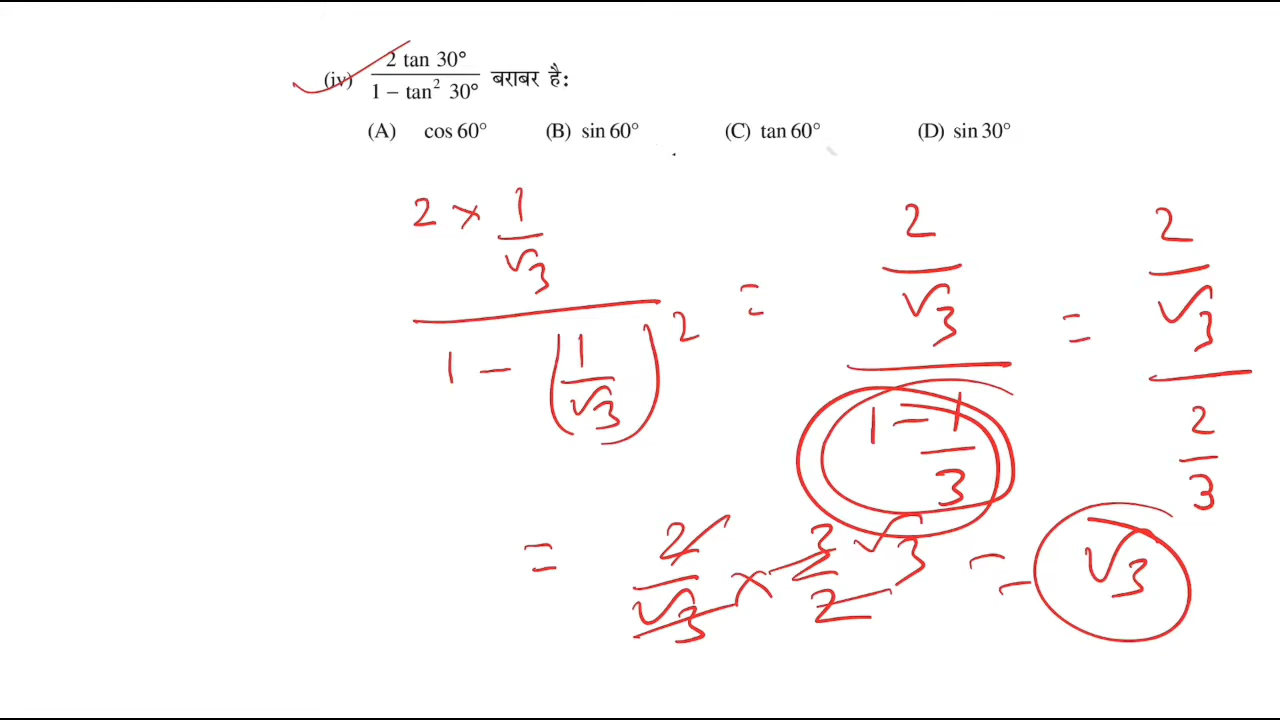 (iv) 2 tan 30° / 1 − tan² 30° बराबर है:
(A) cos 60° (B) sin 60° (C) tan 60° (D) sin 30°
2 × 1/√3 / 1 − (1/√3)² = 2/√3 / 1 − 1/3 = 2/√3 / 2/3
= 2/√3 × 3/2 √3 = = √3